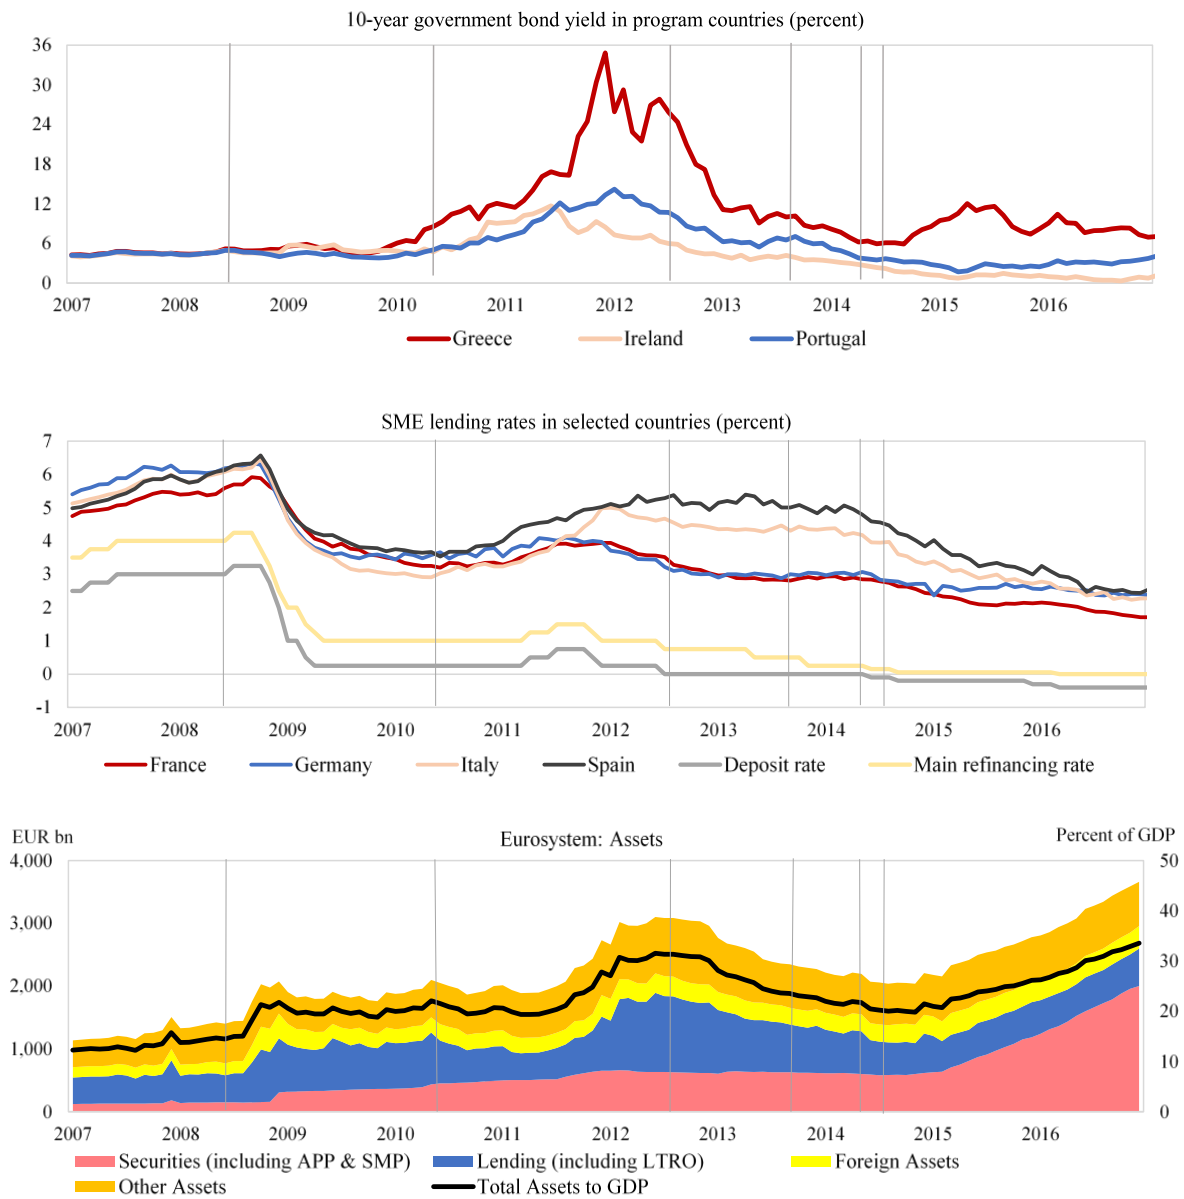 10-year government bond yield in program countries (percent)
36
30
24
18
12
6
0
2007 2008 2009 2010 2011 2012 2013 2014 2015 2016
Greece Ireland Portugal
SME lending rates in selected countries (percent)
7
6
5
4
3
2
1
0
-1
2007 2008 2009 2010 2011 2012 2013 2014 2015 2016
France Germany Italy Spain Deposit rate Main refinancing rate
EUR bn Eurosystem: Assets Percent of GDP
4,000 50
40
3,000
30
2,000
20
1,000
10
0 0
2007 2008 2009 2010 2011 2012 2013 2014 2015 2016
Securities (including APP & SMP) Lending (including LTRO) Foreign Assets
Other Assets Total Assets to GDP